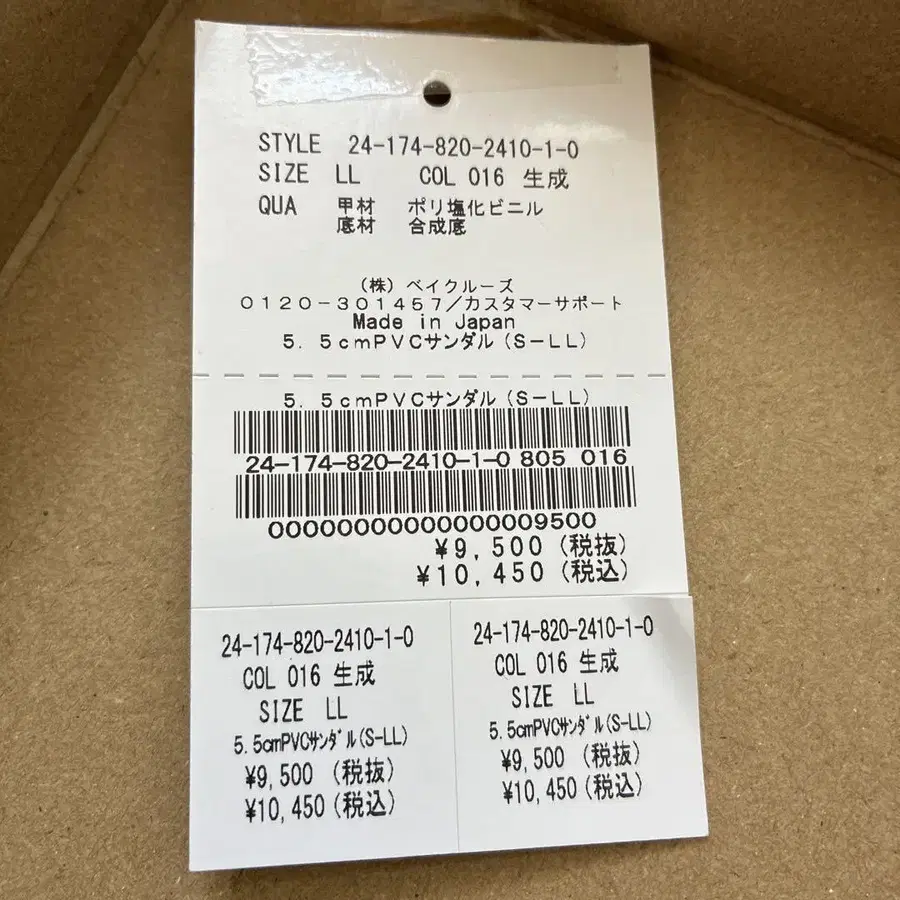 STYLE 24-174-820-2410-1-0
SIZE LL COL 016 生成
QUA 甲材 ポリ塩化ビニル
底材 合成底
(株) ベイクルーズ
0120-301457/カスタマーサポート
Made in Japan
5.5cmPVCサンダル(S-LL)
5.5cmPVCサンダル(S-LL)
24-174-820-2410-1-0 805 016
00000000000000009500
¥9,500 (税抜)
¥10,450 (税込)
24-174-820-2410-1-0
COL 016 生成
SIZE LL
5.5cmPVCサンダル(S-LL)
¥9,500 (税抜)
¥10,450 (税込)
24-174-820-2410-1-0
COL 016 生成
SIZE LL
5.5cmPVCサンダル(S-LL)
¥9,500 (税抜)
¥10,450 (税込)